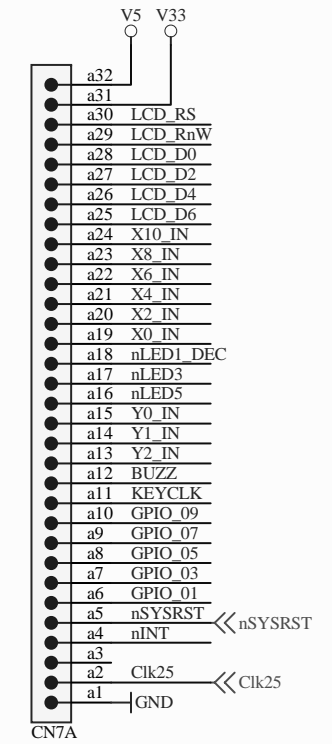 V5 V33
a32
a31
a30 LCD_RS
a29 LCD_RnW
a28 LCD_D0
a27 LCD_D2
a26 LCD_D4
a25 LCD_D6
a24 X10_IN
a23 X8_IN
a22 X6_IN
a21 X4_IN
a20 X2_IN
a19 X0_IN
a18 nLED1_DEC
a17 nLED3
a16 nLED5
a15 Y0_IN
a14 Y1_IN
a13 Y2_IN
a12 BUZZ
a11 KEYCLK
a10 GPIO_09
a9 GPIO_07
a8 GPIO_05
a7 GPIO_03
a6 GPIO_01
a5 nSYSRST nSYSRST
a4 nINT
a3
a2 Clk25 Clk25
a1 GND
CN7A